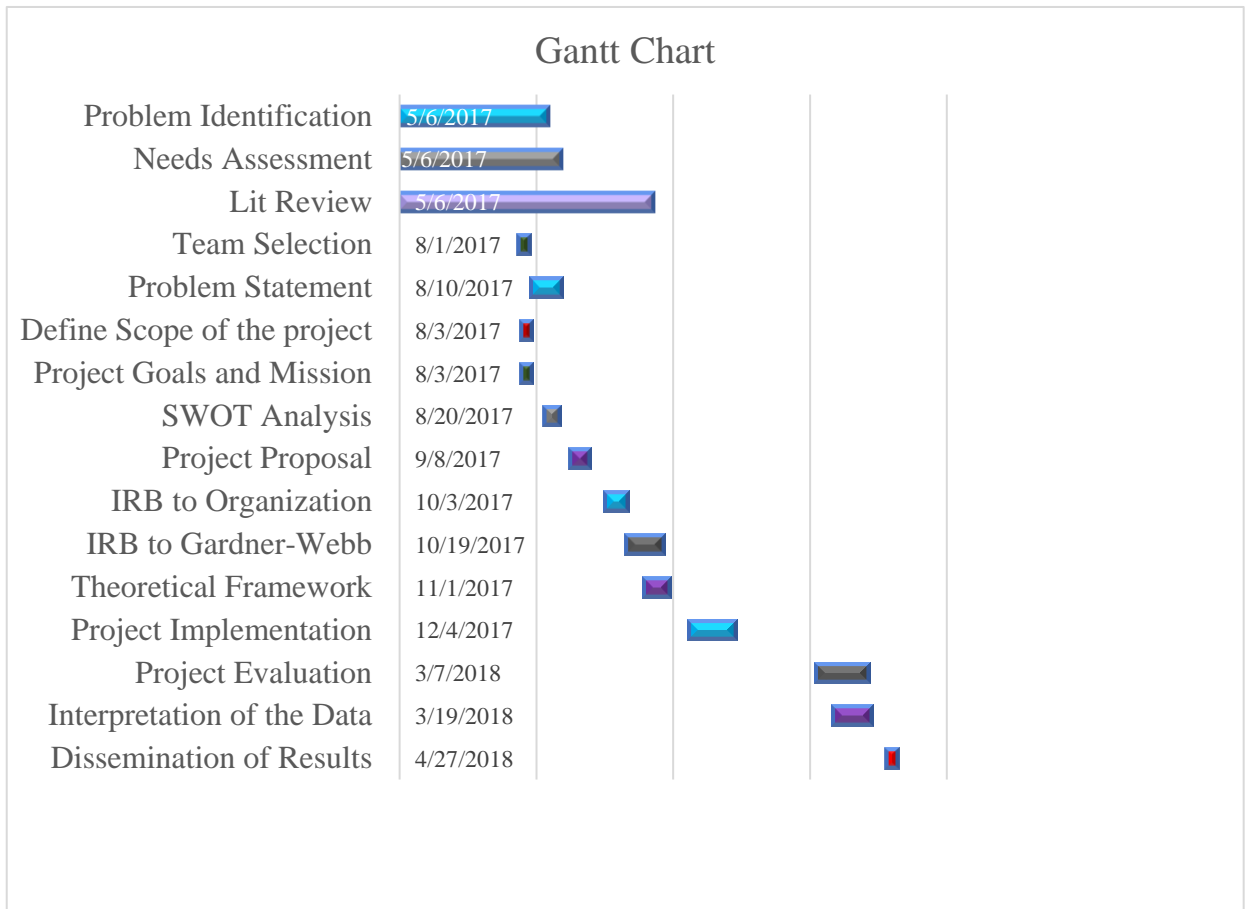 Gantt Chart
Problem Identification 5/6/2017
Needs Assessment 5/6/2017
Lit Review 5/6/2017
Team Selection 8/1/2017
Problem Statement 8/10/2017
Define Scope of the project 8/3/2017
Project Goals and Mission 8/3/2017
SWOT Analysis 8/20/2017
Project Proposal 9/8/2017
IRB to Organization 10/3/2017
IRB to Gardner-Webb 10/19/2017
Theoretical Framework 11/1/2017
Project Implementation 12/4/2017
Project Evaluation 3/7/2018
Interpretation of the Data 3/19/2018
Dissemination of Results 4/27/2018